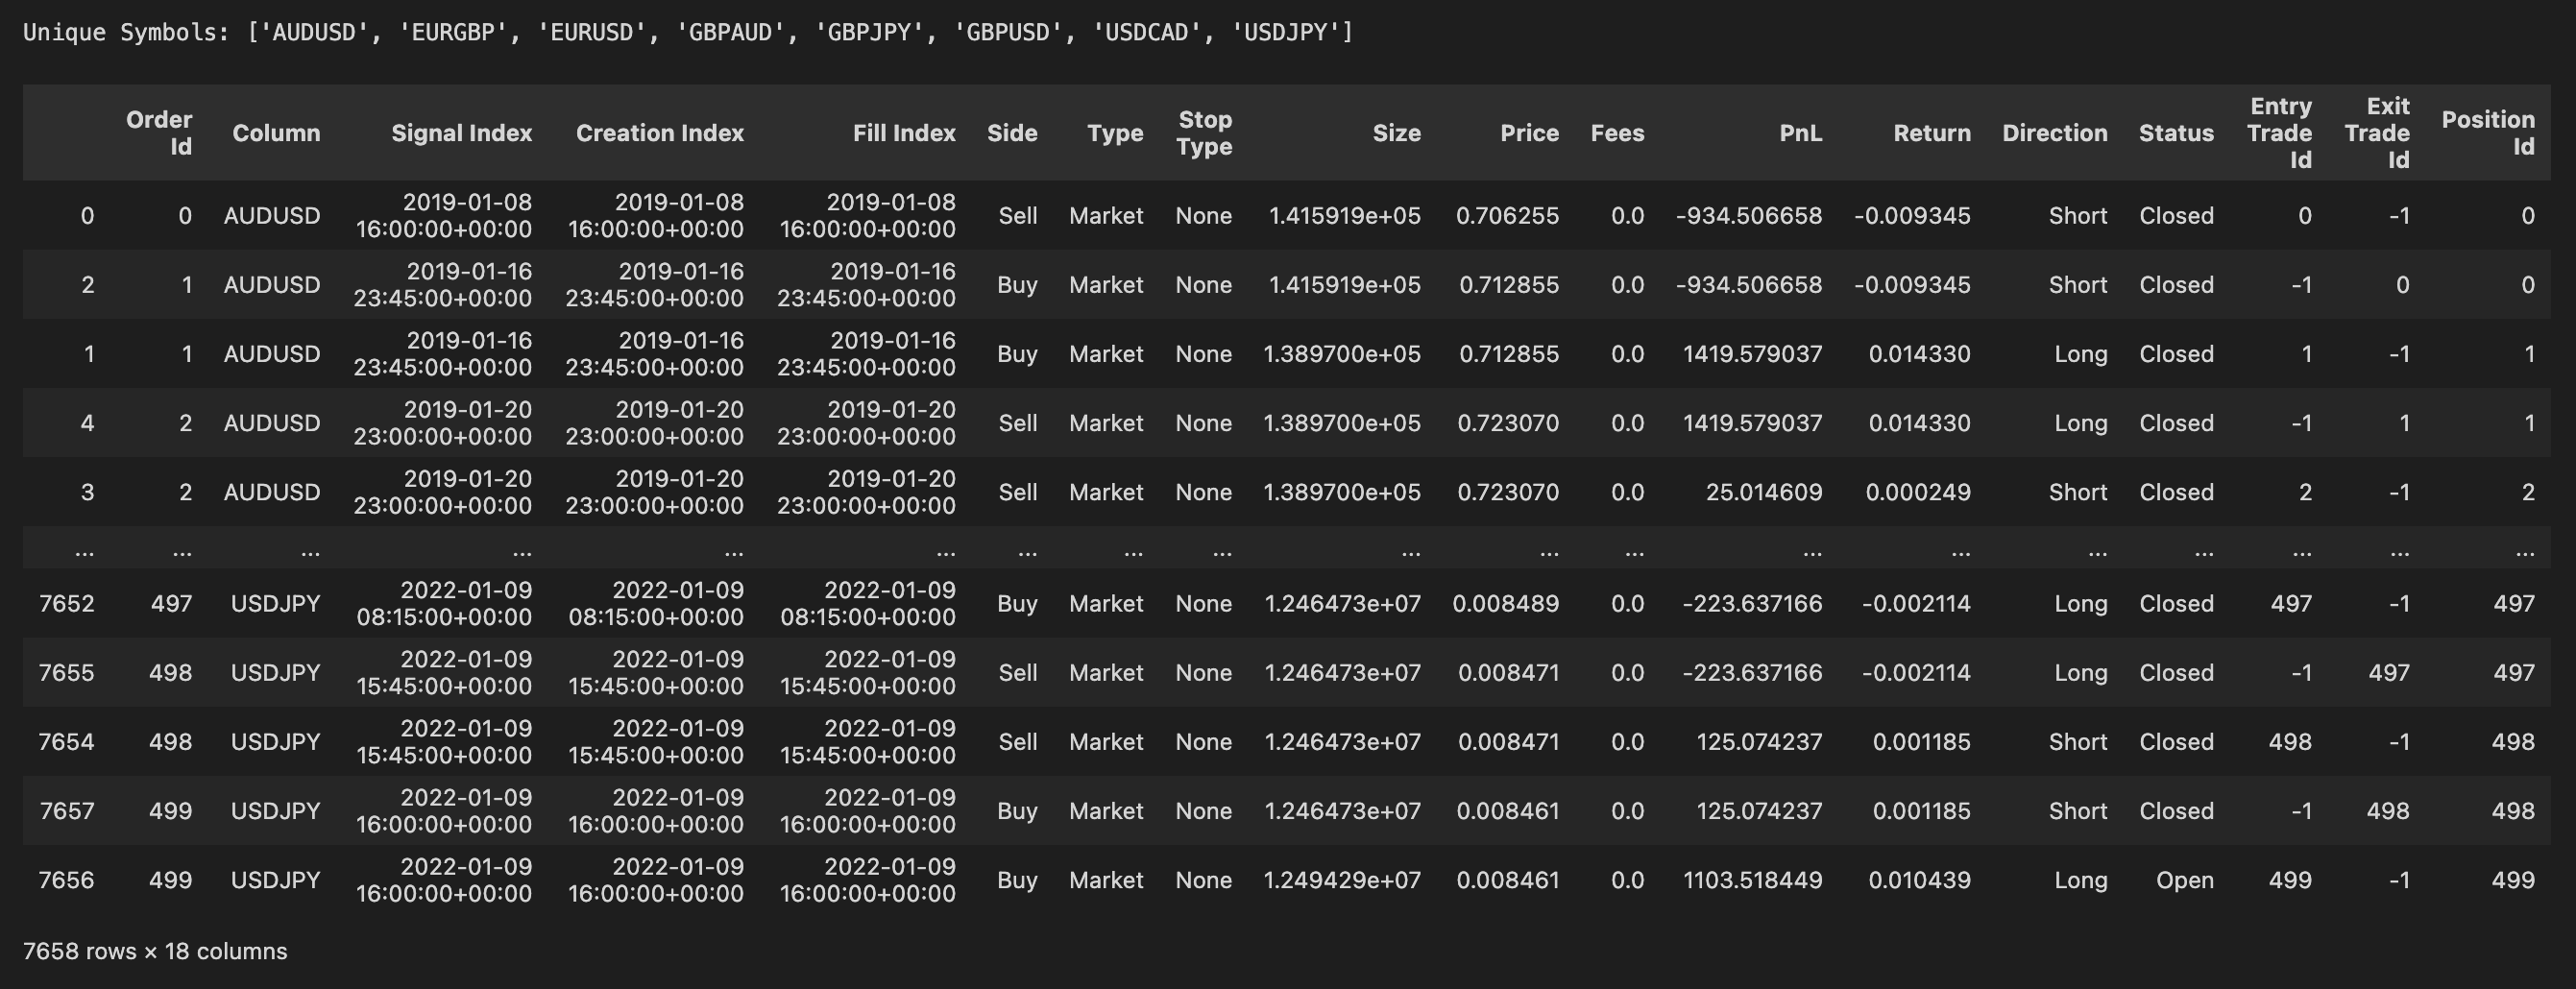 Unique Symbols: ['AUDUSD', 'EURGBP', 'EURUSD', 'GBPAUD', 'GBPJPY', 'GBPUSD', 'USDCAD', 'USDJPY']
Order Id Column Signal Index Creation Index Fill Index Side Type Stop Type Size Price Fees PnL Return Direction Status Entry Trade Id Exit Trade Id Position Id
0 0 AUDUSD 2019-01-08 16:00:00+00:00 2019-01-08 16:00:00+00:00 2019-01-08 16:00:00+00:00 Sell Market None 1.415919e+05 0.706255 0.0 -934.506658 -0.009345 Short Closed 0 -1 0
2 1 AUDUSD 2019-01-16 23:45:00+00:00 2019-01-16 23:45:00+00:00 2019-01-16 23:45:00+00:00 Buy Market None 1.415919e+05 0.712855 0.0 -934.506658 -0.009345 Short Closed -1 0 0
1 1 AUDUSD 2019-01-16 23:45:00+00:00 2019-01-16 23:45:00+00:00 2019-01-16 23:45:00+00:00 Buy Market None 1.389700e+05 0.712855 0.0 1419.579037 0.014330 Long Closed 1 -1 1
4 2 AUDUSD 2019-01-20 23:00:00+00:00 2019-01-20 23:00:00+00:00 2019-01-20 23:00:00+00:00 Sell Market None 1.389700e+05 0.723070 0.0 1419.579037 0.014330 Long Closed -1 1 1
3 2 AUDUSD 2019-01-20 23:00:00+00:00 2019-01-20 23:00:00+00:00 2019-01-20 23:00:00+00:00 Sell Market None 1.389700e+05 0.723070 0.0 25.014609 0.000249 Short Closed 2 -1 2
... ... ... ... ... ... ... ... ... ... ... ... ... ... ... ... ... ... ...
7652 497 USDJPY 2022-01-09 08:15:00+00:00 2022-01-09 08:15:00+00:00 2022-01-09 08:15:00+00:00 Buy Market None 1.246473e+07 0.008489 0.0 -223.637166 -0.002114 Long Closed 497 -1 497
7655 498 USDJPY 2022-01-09 15:45:00+00:00 2022-01-09 15:45:00+00:00 2022-01-09 15:45:00+00:00 Sell Market None 1.246473e+07 0.008471 0.0 -223.637166 -0.002114 Long Closed -1 497 497
7654 498 USDJPY 2022-01-09 15:45:00+00:00 2022-01-09 15:45:00+00:00 2022-01-09 15:45:00+00:00 Sell Market None 1.246473e+07 0.008471 0.0 125.074237 0.001185 Short Closed 498 -1 498
7657 499 USDJPY 2022-01-09 16:00:00+00:00 2022-01-09 16:00:00+00:00 2022-01-09 16:00:00+00:00 Buy Market None 1.246473e+07 0.008461 0.0 125.074237 0.001185 Short Closed -1 498 498
7656 499 USDJPY 2022-01-09 16:00:00+00:00 2022-01-09 16:00:00+00:00 2022-01-09 16:00:00+00:00 Buy Market None 1.249429e+07 0.008461 0.0 1103.518449 0.010439 Long Open 499 -1 499
7658 rows × 18 columns